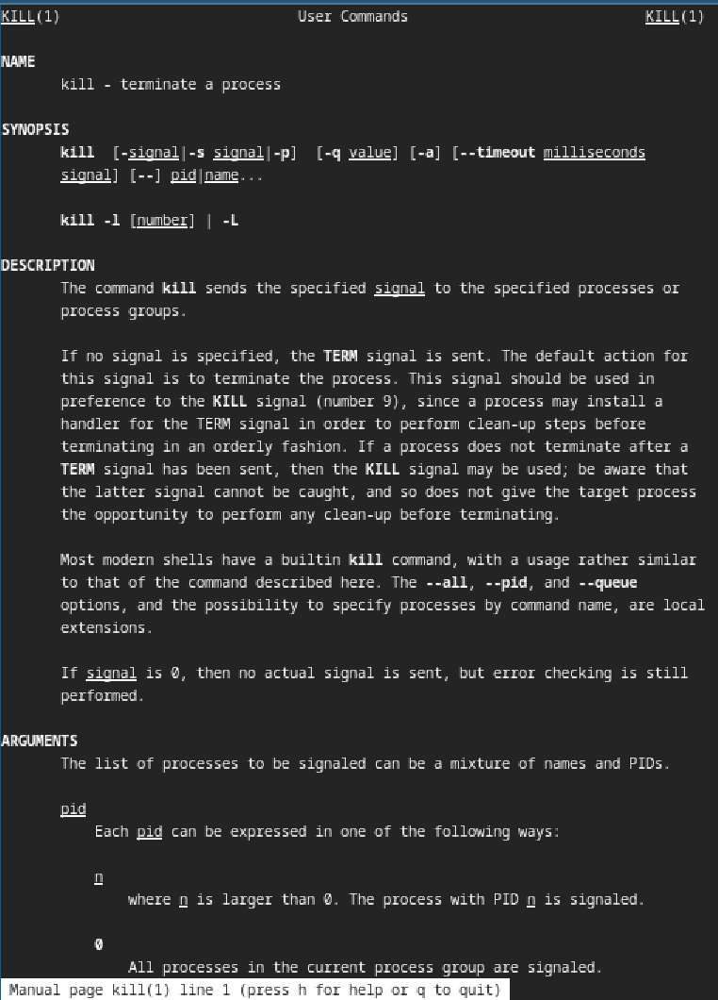 KILL(1) User Commands KILL(1)
NAME
kill - terminate a process
SYNOPSIS
kill [-signal|-s signal|-p] [-q value] [-a] [--timeout milliseconds
signal] [--] pid|name...
kill -l [number] | -L
DESCRIPTION
The command kill sends the specified signal to the specified processes or
process groups.
If no signal is specified, the TERM signal is sent. The default action for
this signal is to terminate the process. This signal should be used in
preference to the KILL signal (number 9), since a process may install a
handler for the TERM signal in order to perform clean-up steps before
terminating in an orderly fashion. If a process does not terminate after a
TERM signal has been sent, then the KILL signal may be used; be aware that
the latter signal cannot be caught, and so does not give the target process
the opportunity to perform any clean-up before terminating.
Most modern shells have a builtin kill command, with a usage rather similar
to that of the command described here. The --all, --pid, and --queue
options, and the possibility to specify processes by command name, are local
extensions.
If signal is 0, then no actual signal is sent, but error checking is still
performed.
ARGUMENTS
The list of processes to be signaled can be a mixture of names and PIDs.
pid
Each pid can be expressed in one of the following ways:
n
where n is larger than 0. The process with PID n is signaled.
0
All processes in the current process group are signaled.
Manual page kill(1) line 1 (press h for help or q to quit)